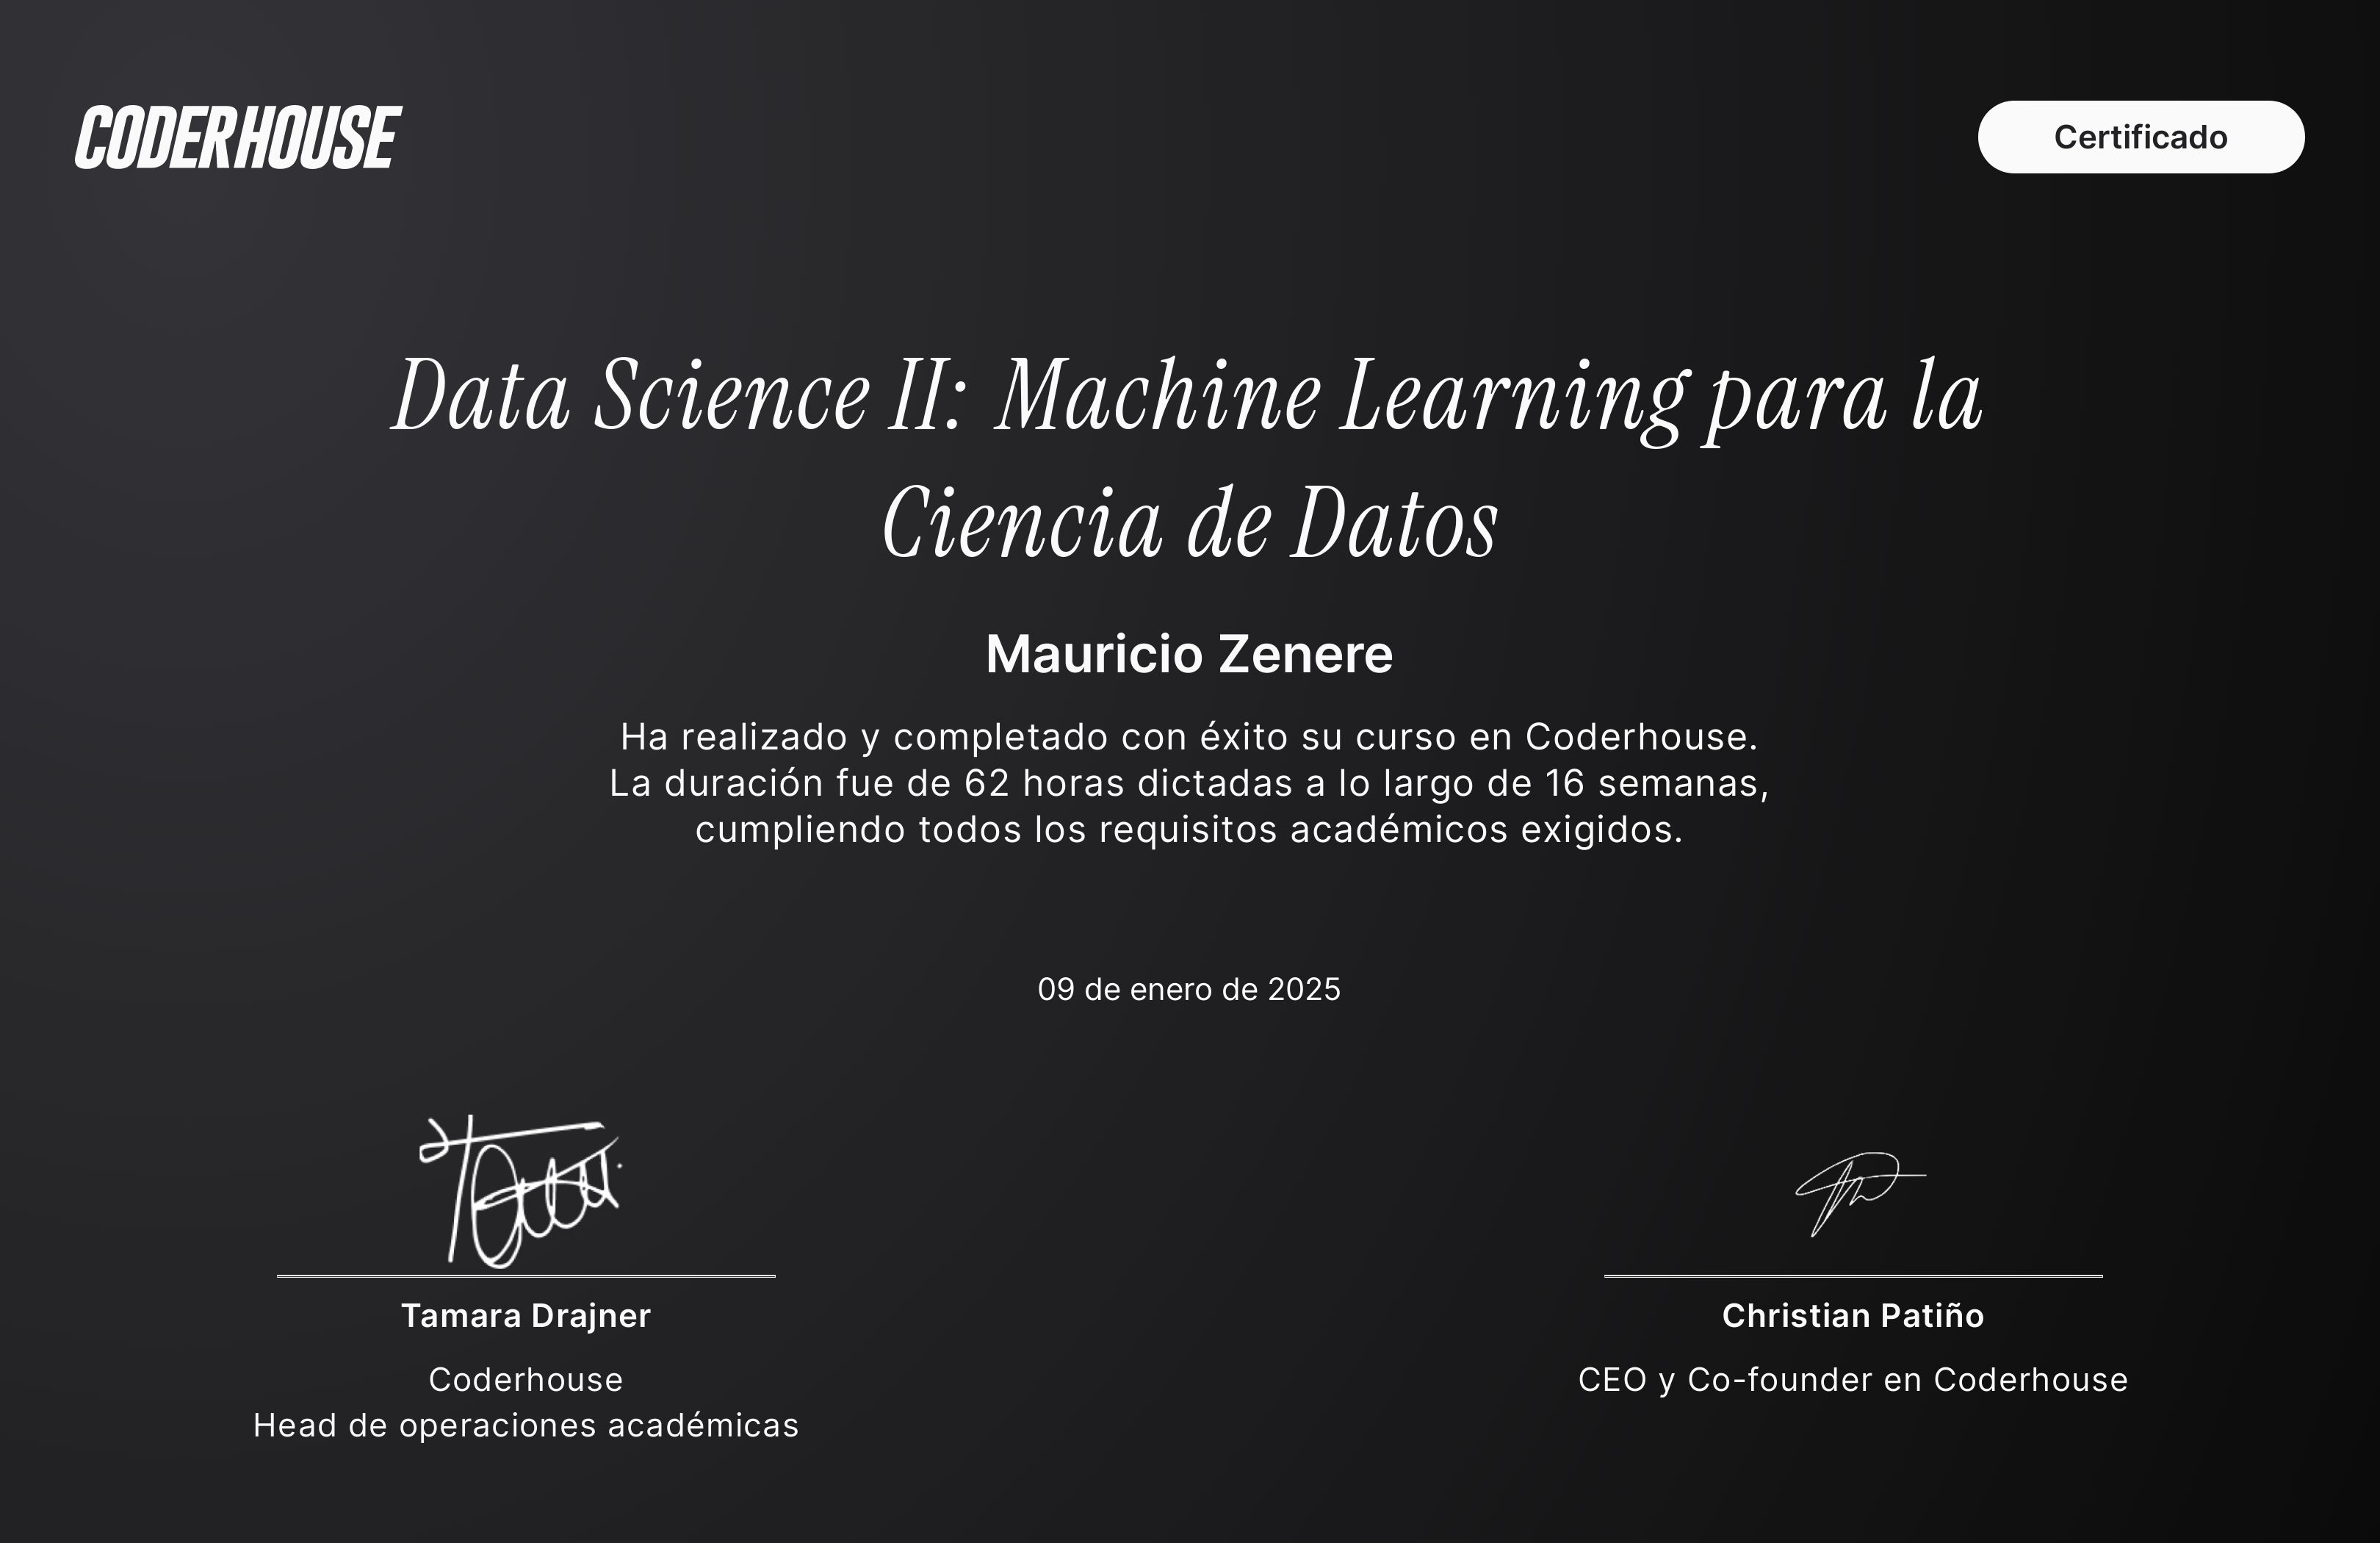 CODERHOUSE
Certificado
Data Science II: Machine Learning para la
Ciencia de Datos
Mauricio Zenere
Ha realizado y completado con éxito su curso en Coderhouse.
La duración fue de 62 horas dictadas a lo largo de 16 semanas,
cumpliendo todos los requisitos académicos exigidos.
09 de enero de 2025
Tamara Drajner
Coderhouse
Head de operaciones académicas
Christian Patiño
CEO y Co-founder en Coderhouse